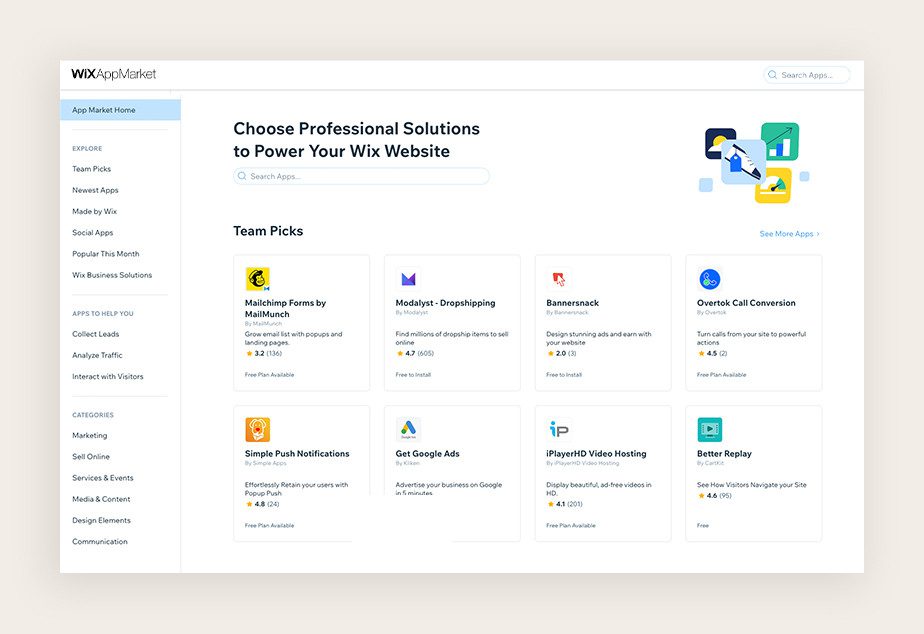 WiXAppMarket
Search Apps...
App Market Home
EXPLORE
Team Picks
Newest Apps
Made by Wix
Social Apps
Popular This Month
Wix Business Solutions
APPS TO HELP YOU
Collect Leads
Analyze Traffic
Interact with Visitors
CATEGORIES
Marketing
Sell Online
Services & Events
Media & Content
Design Elements
Communication
Choose Professional Solutions
to Power Your Wix Website
Search Apps...
Team Picks
See More Apps >
Mailchimp Forms by
MailMunch
By MailMunch
Grow email list with popups and
landing pages.
3.2 (136)
Free Plan Available
Modalyst - Dropshipping
By Modalyst
Find millions of dropship items to sell
online
4.7 (605)
Free to Install
Bannersnack
By Bannersnack
Design stunning ads and earn with
your website
2.0 (3)
Free to Install
Overtok Call Conversion
By Overtok
Turn calls from your site to powerful
actions
4.5 (2)
Free Plan Available
Simple Push Notifications
By Simple Apps
Effortlessly Retain your users with
Popup Push
4.8 (24)
Free Plan Available
Get Google Ads
By Kliken
Advertise your business on Google
in 5 minutes
iP
iPlayerHD Video Hosting
By iPlayerHD Video Hosting
Display beautiful, ad-free videos in
HD.
4.1 (201)
Free Plan Available
Better Replay
By CartKit
See How Visitors Navigate your Site
4.6 (95)
Free